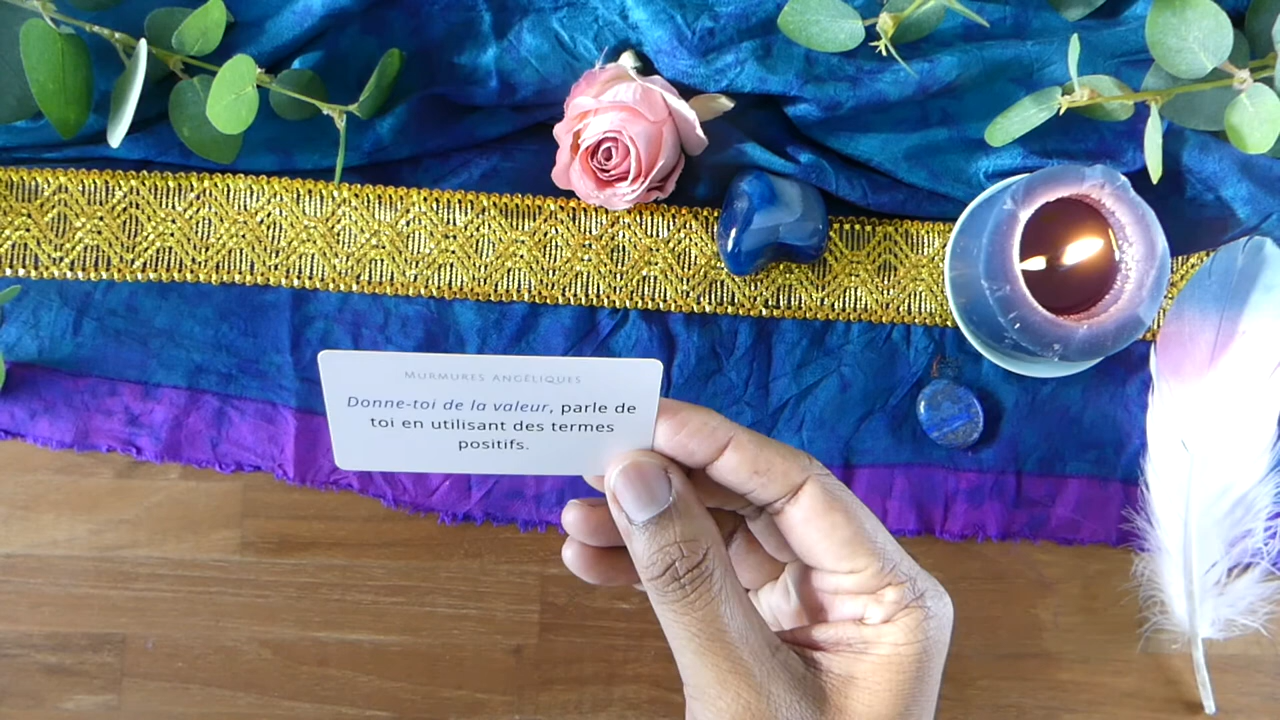 MURMURES ANGÉLIQUES
Donne-toi de la valeur, parle de
toi en utilisant des termes
positifs.